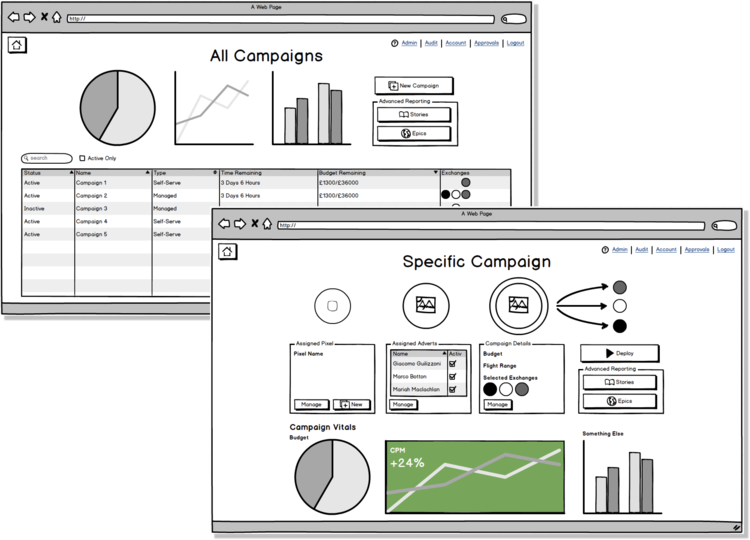 A Web Page
http://
Admin Audit Account Approvals Logout
All Campaigns
New Campaign
Advanced Reporting
Stories
Epics
search
Active Only
Status Name Type Time Remaining Budget Remaining Exchanges
Active Campaign 1 Self-Serve 3 Days 6 Hours £1300/£36000
Active Campaign 2 Managed 3 Days 6 Hours £1300/£36000
Inactive Campaign 3 Managed
Active Campaign 4 Self-Serve
Active Campaign 5 Self-Serve
A Web Page
http://
Admin Audit Account Approvals Logout
Specific Campaign
Assigned Pixel
Pixel Name
Manage New
Assigned Adverts
Name Activ
Giacomo Guilizzoni
Marco Botton
Mariah Maclachlan
Manage
Campaign Details
Budget
Flight Range
Selected Exchanges
Manage
Deploy
Advanced Reporting
Stories
Epics
Campaign Vitals
Budget
CPM
+24%
Something Else